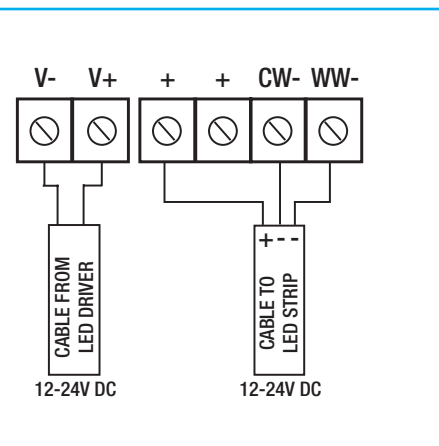 V- V+ + + CW- WW-
+--
CABLE FROM
LED DRIVER
CABLE TO
LED STRIP
12-24V DC
12-24V DC